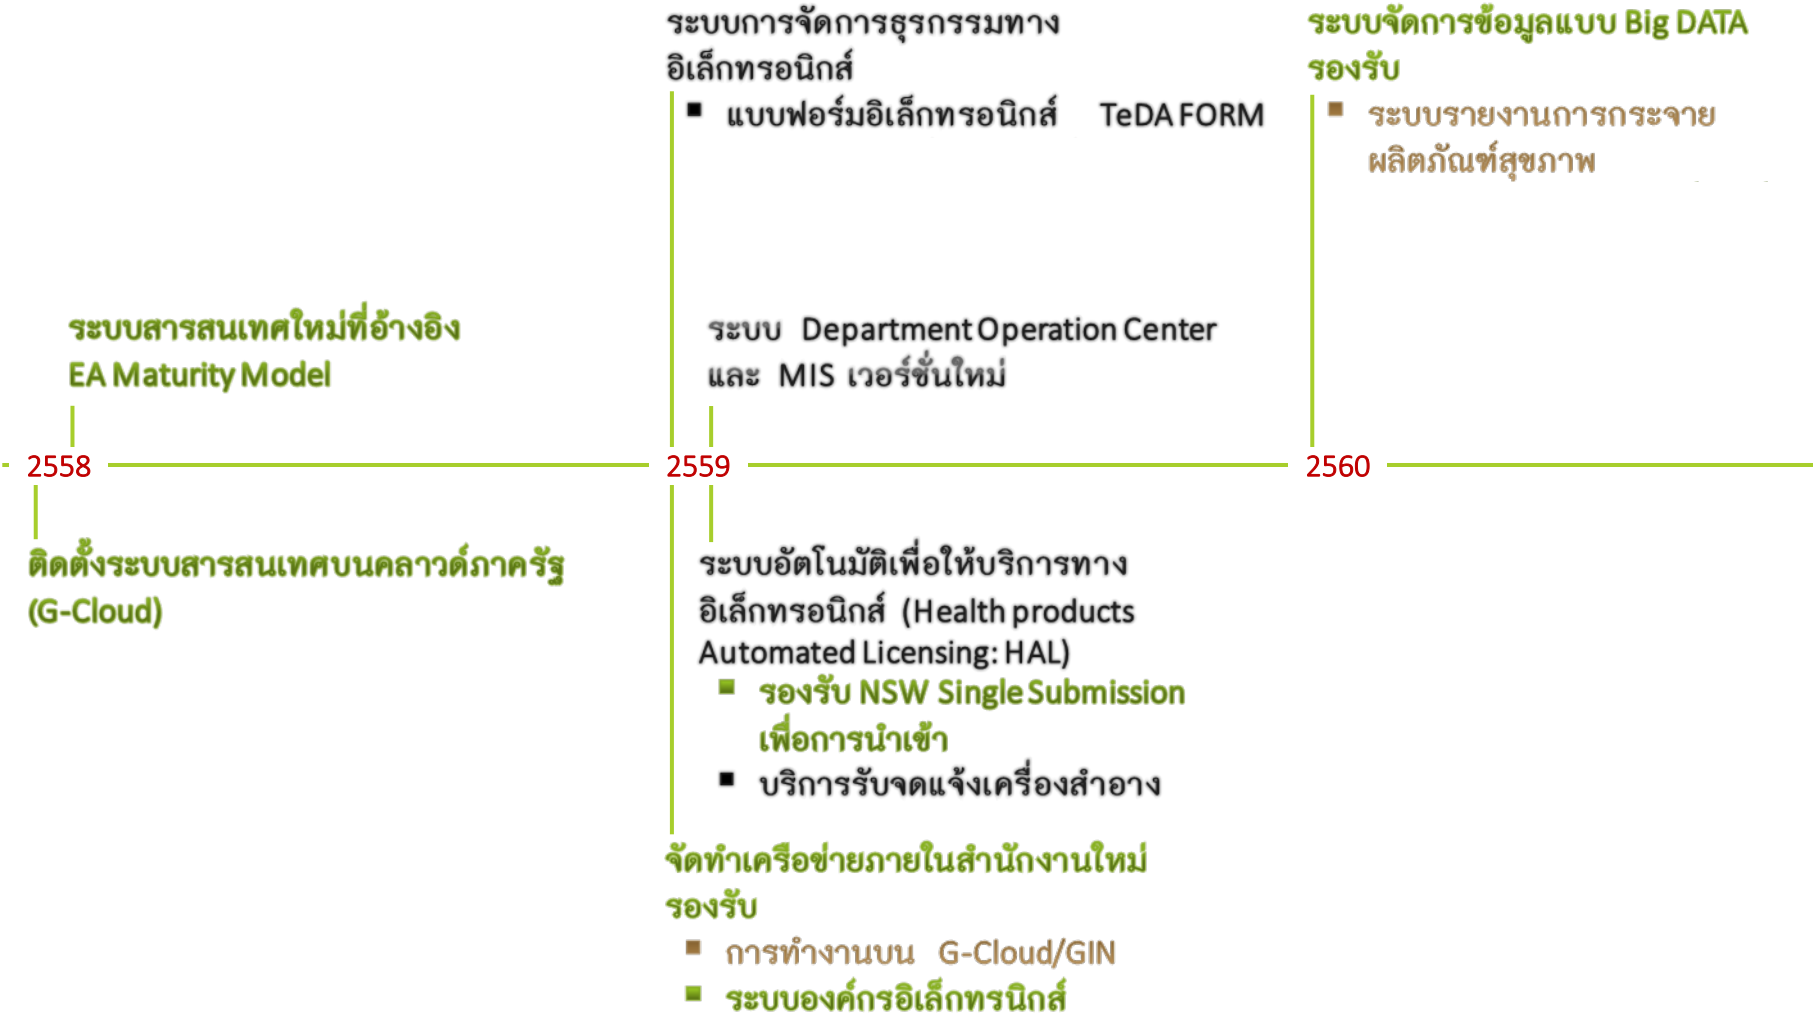 ระบบการจัดการธุรกรรมทาง
อิเล็กทรอนิกส์
แบบฟอร์มอิเล็กทรอนิกส์ TeDA FORM
ระบบจัดการข้อมูลแบบ Big DATA
รองรับ
ระบบรายงานการกระจาย
ผลิตภัณฑ์สุขภาพ
ระบบสารสนเทศใหม่ที่อ้างอิง
EA Maturity Model
ระบบ Department Operation Center
และ MIS เวอร์ชั่นใหม่
2558
2559
2560
ติดตั้งระบบสารสนเทศบนคลาวด์ภาครัฐ
(G-Cloud)
ระบบอัตโนมัติเพื่อให้บริการทาง
อิเล็กทรอนิกส์ (Health products
Automated Licensing: HAL)
รองรับ NSW Single Submission
เพื่อการนำเข้า
บริการรับจดแจ้งเครื่องสำอาง
จัดทำเครือข่ายภายในสำนักงานใหม่
รองรับ
การทำงานบน G-Cloud/GIN
ระบบองค์กรอิเล็กทรนิกส์